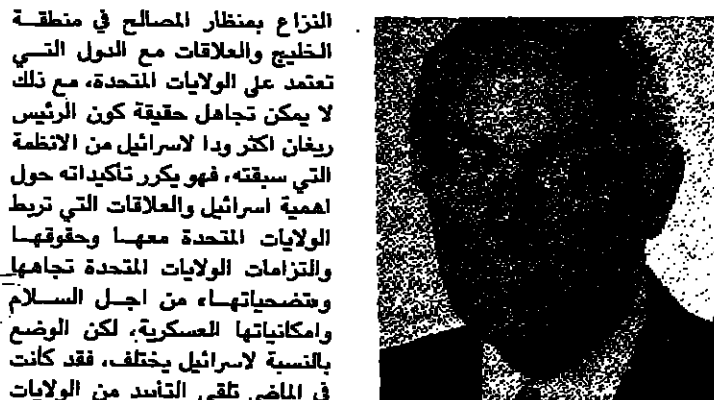 النزاع بمنظار المصالح في منطقة
الخليج والعلاقات مع الدول التي
تعتمد على الولايات المتحدة، مع ذلك
لا يمكن تجاهل حقيقة كون الرئيس
ريغان اكثر ودا لاسرائيل من الانظمة
التي سبقته، فهو يكرر تأكيداته حول
اهمية اسرائيل والعلاقات التي تربط
الولايات المتحدة معها وحقوقها
والتزامات الولايات المتحدة تجاهها
وتضحياتها، من اجل السلام
وامكانياتها العسكرية، لكن الوضع
بالنسبة لاسرائيل يختلف، فقد كانت
في الماضي تلقى التأييد من الولايات